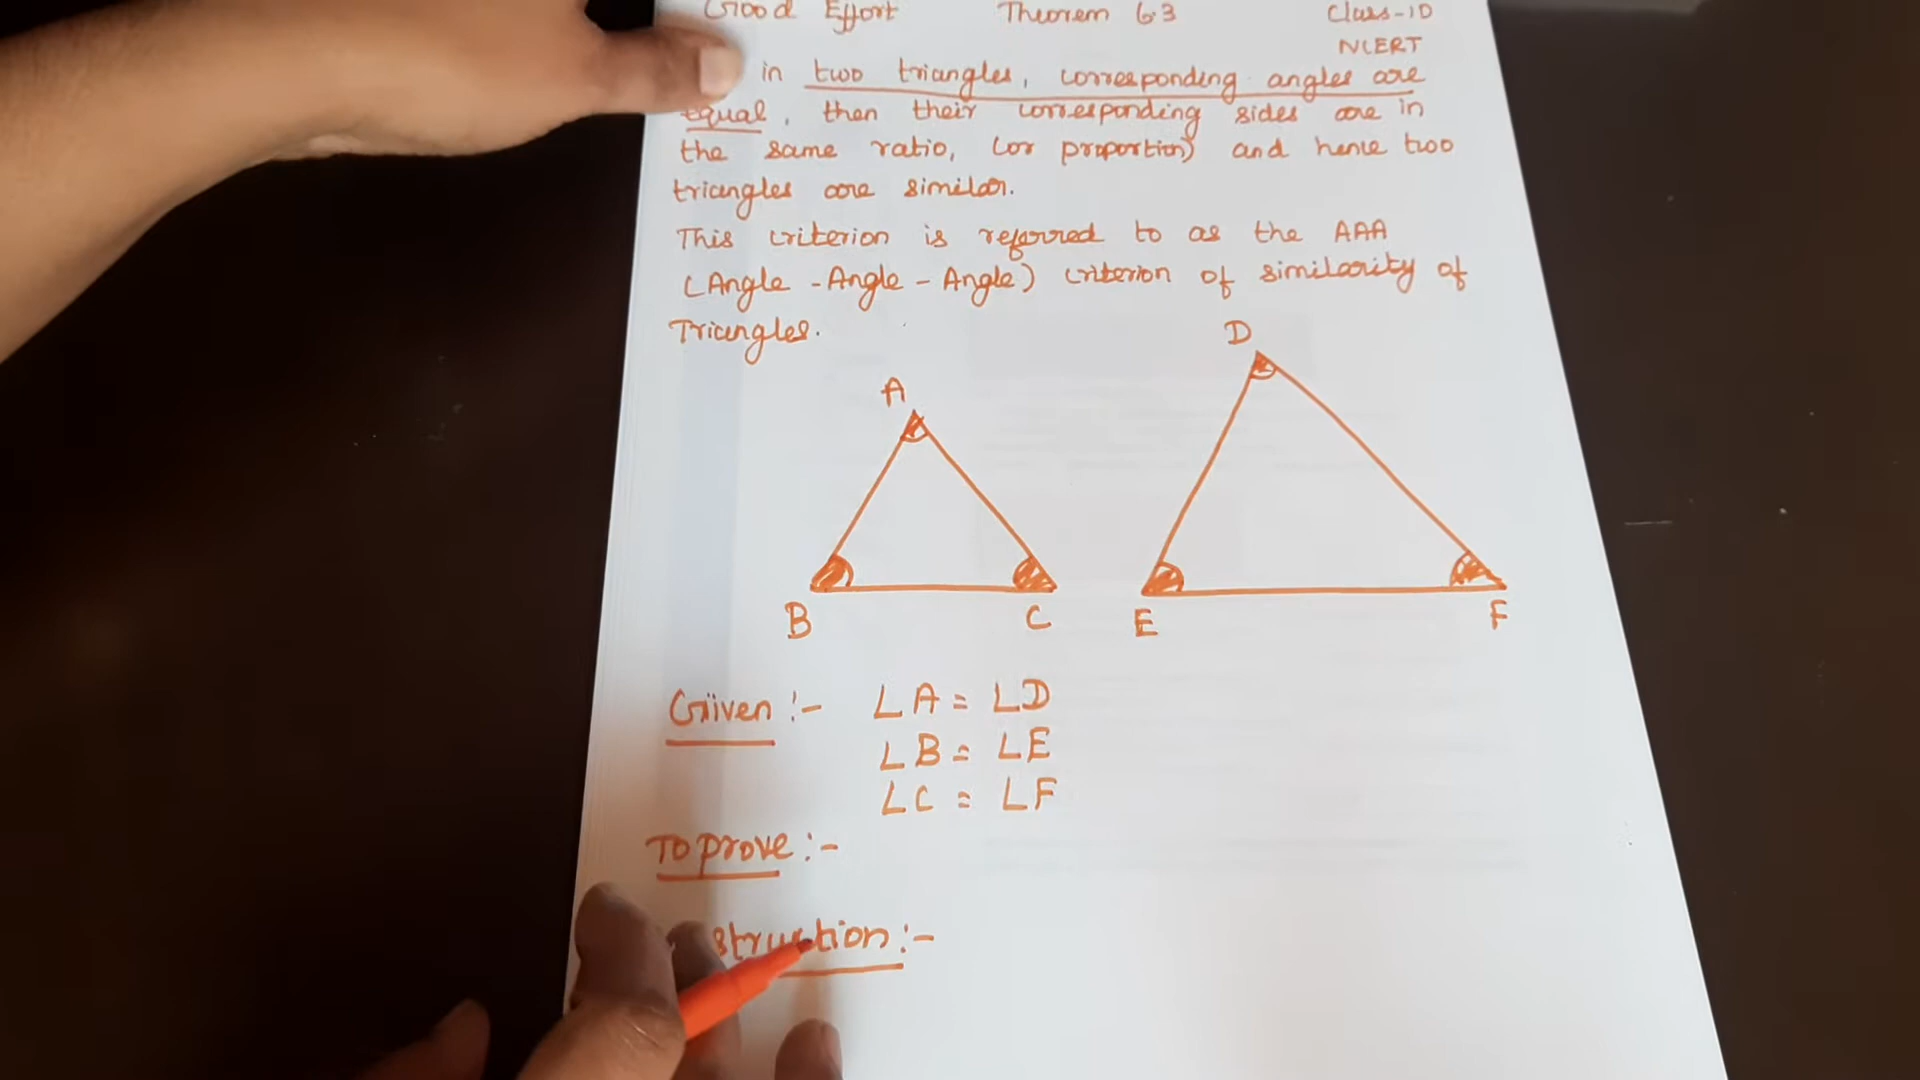 Good Effort Theorem 6.3 Class-10
NCERT
in two triangles, corresponding angles are
equal, then their corresponding sides are in
the same ratio, (or proportion) and hence two
triangles are similar.
This criterion is referred to as the AAA
(Angle - Angle - Angle) criterion of similarity of
Triangles.
D
A
B C E F
Given :- ∠A = ∠D
∠B = ∠E
∠C = ∠F
To prove :-
struction :-